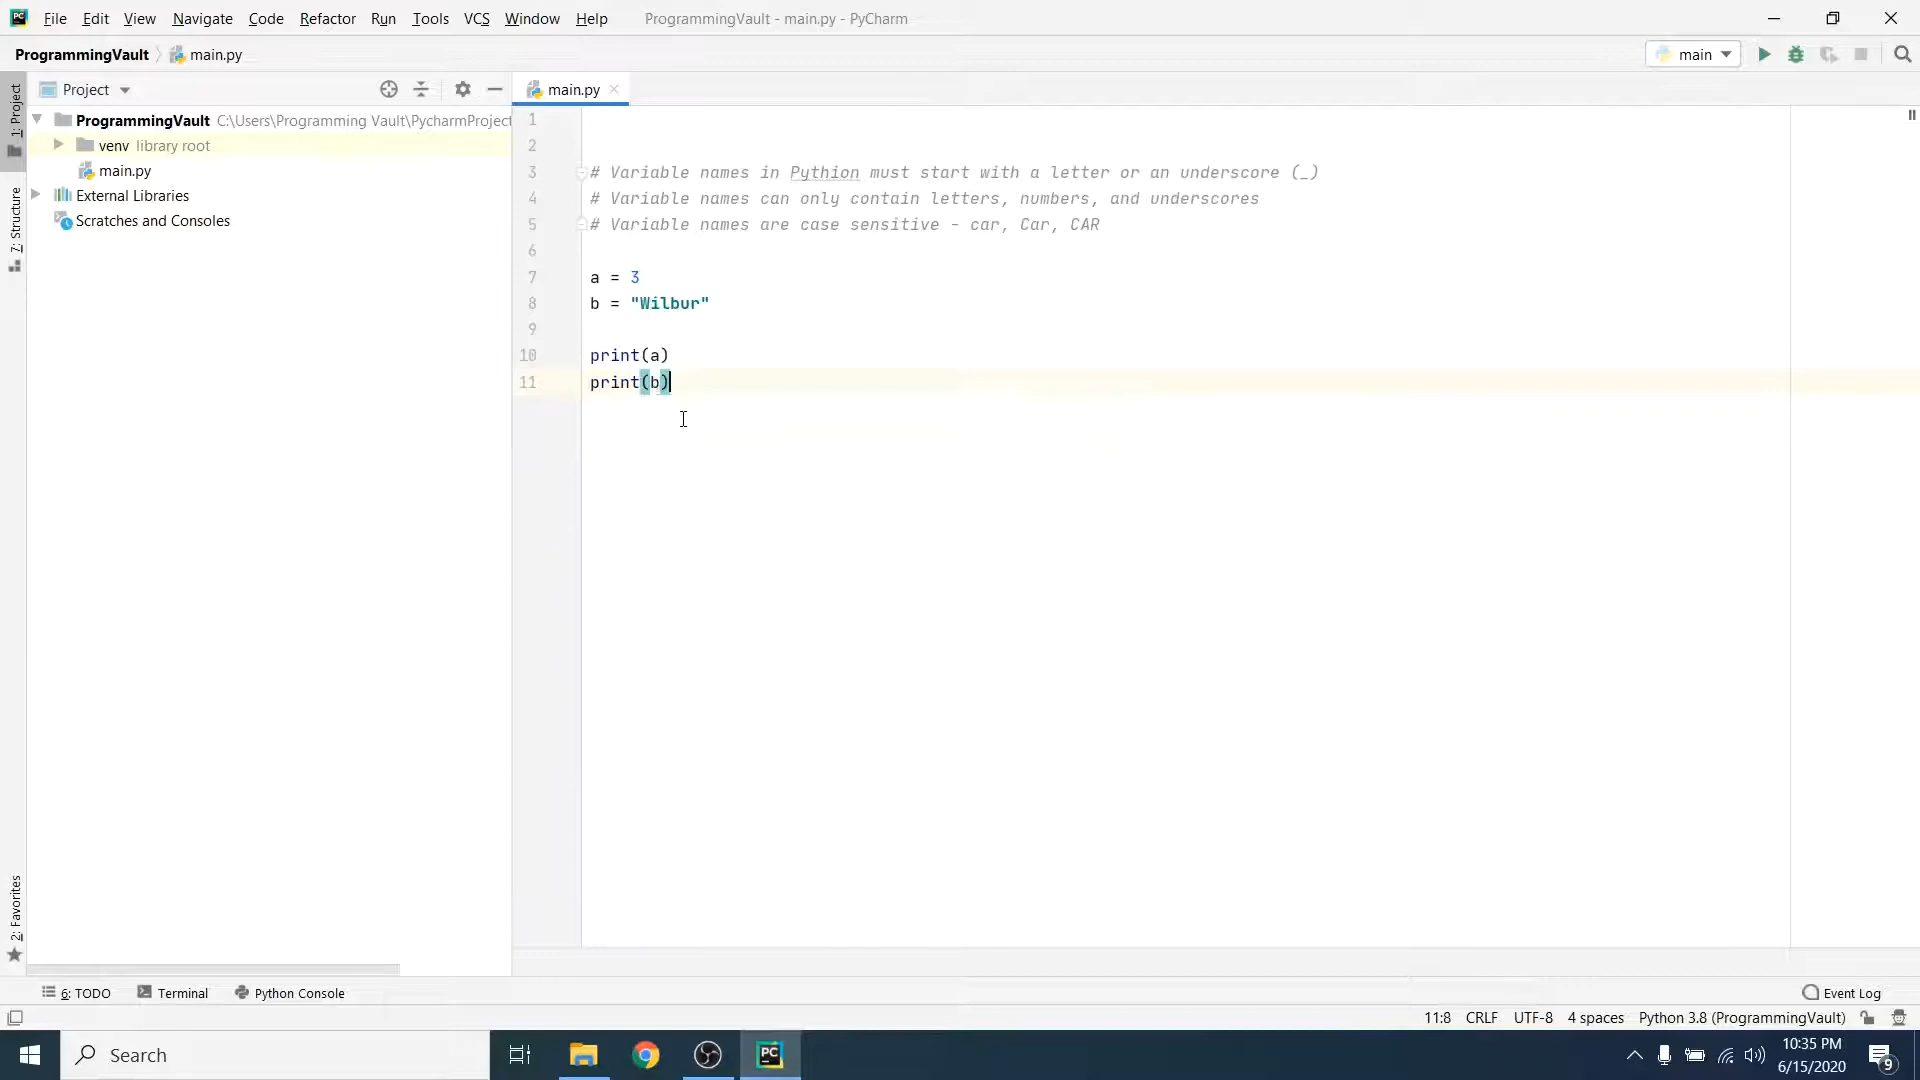 File Edit View Navigate Code Refactor Run Tools VCS Window Help ProgrammingVault - main.py - PyCharm
ProgrammingVault main.py main
1: Project
Project
main.py
ProgrammingVault C:\Users\Programming Vault\PycharmProject
venv library root
main.py
External Libraries
Scratches and Consoles
7: Structure
2: Favorites
1
2
3 # Variable names in Pythion must start with a letter or an underscore (_)
4 # Variable names can only contain letters, numbers, and underscores
5 # Variable names are case sensitive - car, Car, CAR
6
7 a = 3
8 b = "Wilbur"
9
10 print(a)
11 print(b)
6: TODO Terminal Python Console Event Log
11:8 CRLF UTF-8 4 spaces Python 3.8 (ProgrammingVault)
Search
PC
10:35 PM
6/15/2020
9